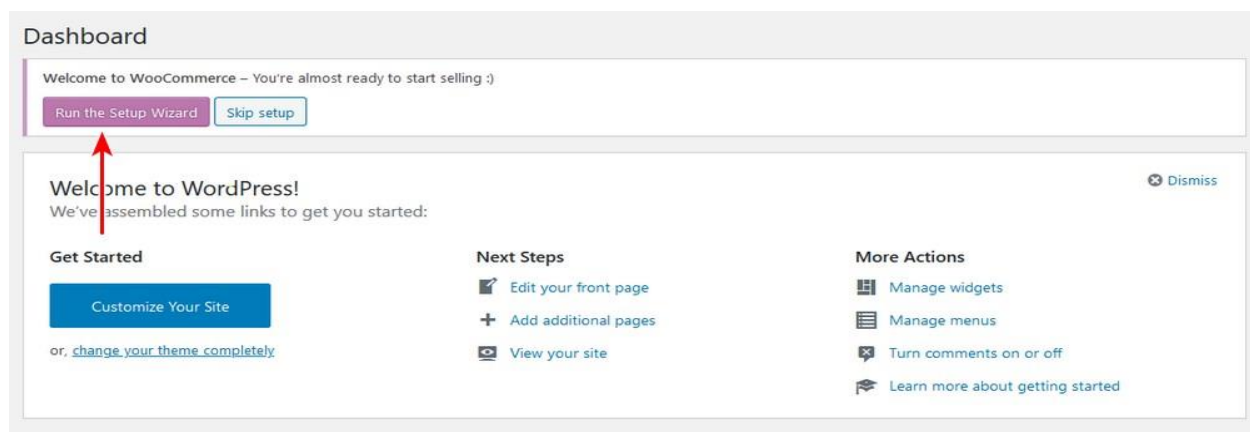 Dashboard
Welcome to WooCommerce – You're almost ready to start selling :)
Run the Setup Wizard
Skip setup
Welcome to WordPress!
We've assembled some links to get you started:
Dismiss
Get Started
Customize Your Site
or, change your theme completely
Next Steps
Edit your front page
Add additional pages
View your site
More Actions
Manage widgets
Manage menus
Turn comments on or off
Learn more about getting started